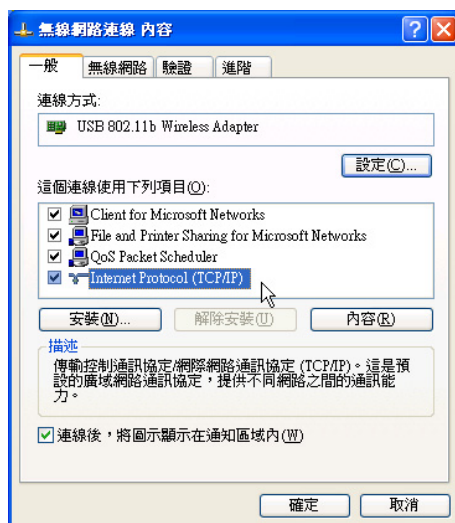 無線網路連線 內容
一般 無線網路 驗證 進階
連線方式:
USB 802.11b Wireless Adapter
設定(C)...
這個連線使用下列項目(O):
Client for Microsoft Networks
File and Printer Sharing for Microsoft Networks
QoS Packet Scheduler
Internet Protocol (TCP/IP)
安裝(N)... 解除安裝(U) 內容(R)
描述
傳輸控制通訊協定/網際網路通訊協定 (TCP/IP)。這是預
設的廣域網路通訊協定，提供不同網路之間的通訊能
力。
連線後，將圖示顯示在通知區域內(W)
確定 取消